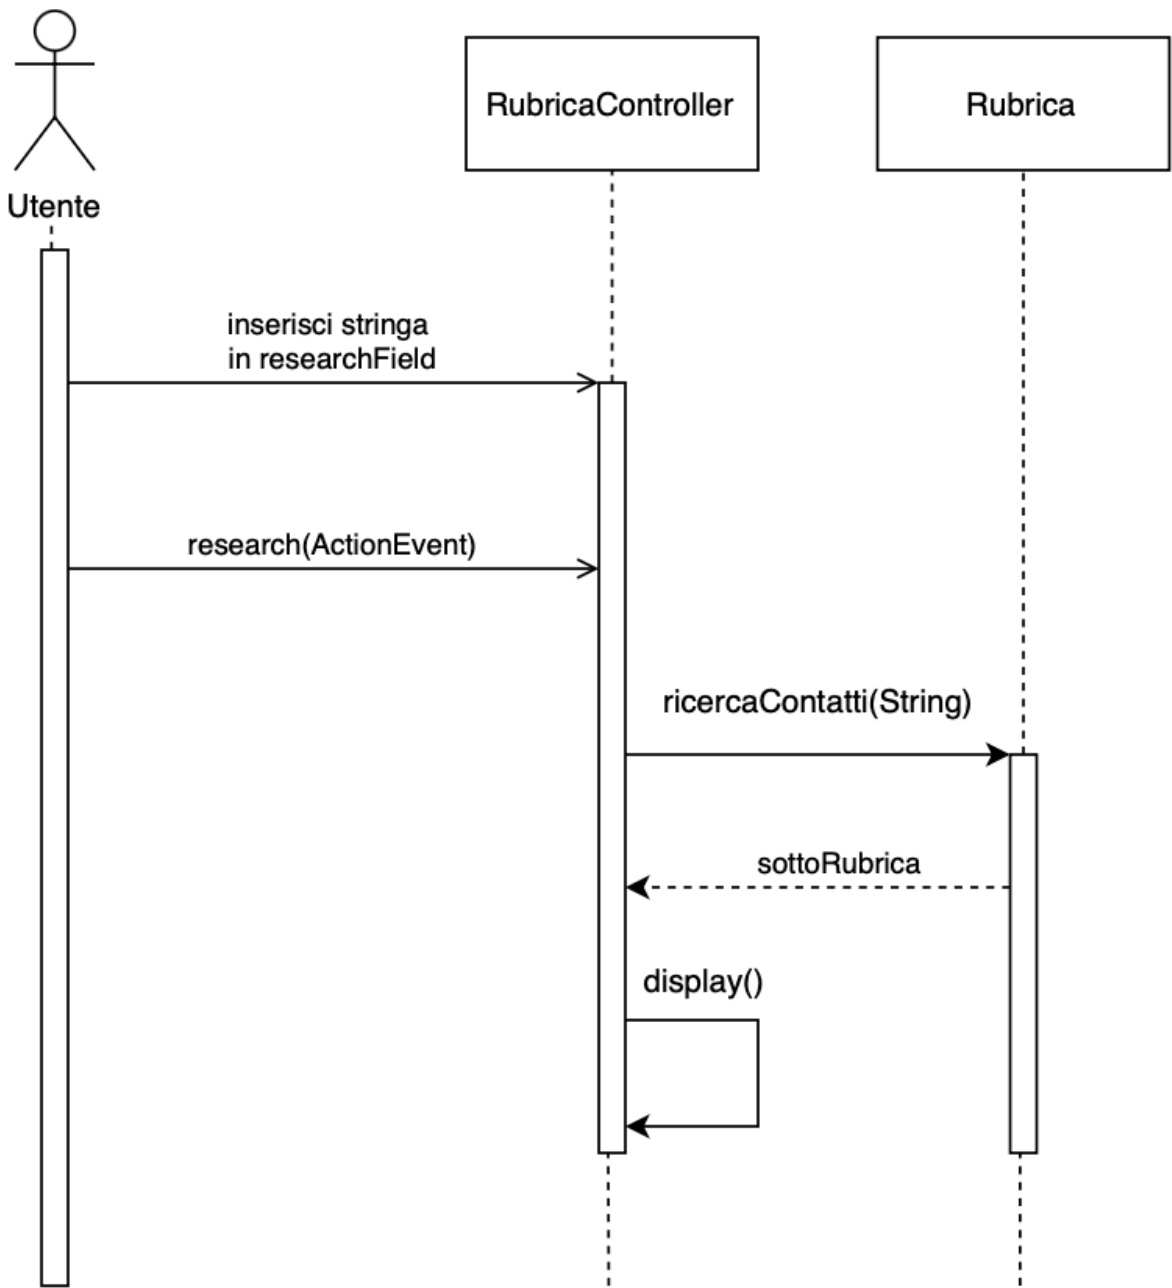 RubricaController
Rubrica
Utente
inserisci stringa
in researchField
research(ActionEvent)
ricercaContatti(String)
sottoRubrica
display()